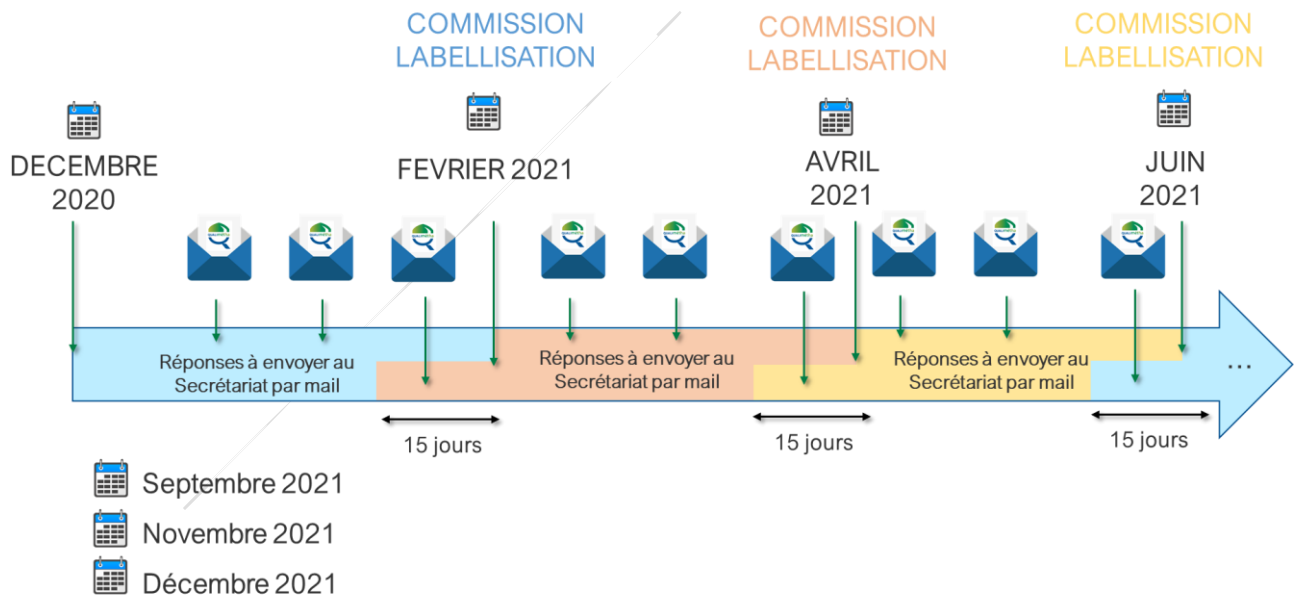 COMMISSION
LABELLISATION
COMMISSION
LABELLISATION
COMMISSION
LABELLISATION
DECEMBRE
2020
FEVRIER 2021
AVRIL
2021
JUIN
2021
Réponses à envoyer au
Secrétariat par mail
Réponses à envoyer au
Secrétariat par mail
Réponses à envoyer au
Secrétariat par mail
...
15 jours
15 jours
15 jours
Septembre 2021
Novembre 2021
Décembre 2021